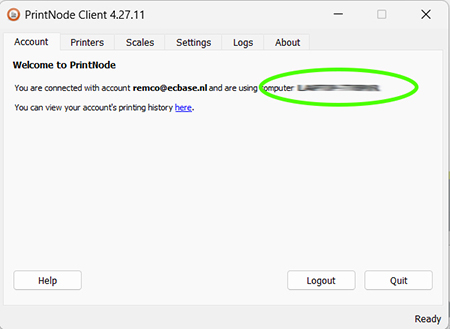 PrintNode Client 4.27.11
Account Printers Scales Settings Logs About
Welcome to PrintNode
You are connected with account remco@ecbase.nl and are using computer
You can view your account's printing history here.
Help Logout Quit
Ready